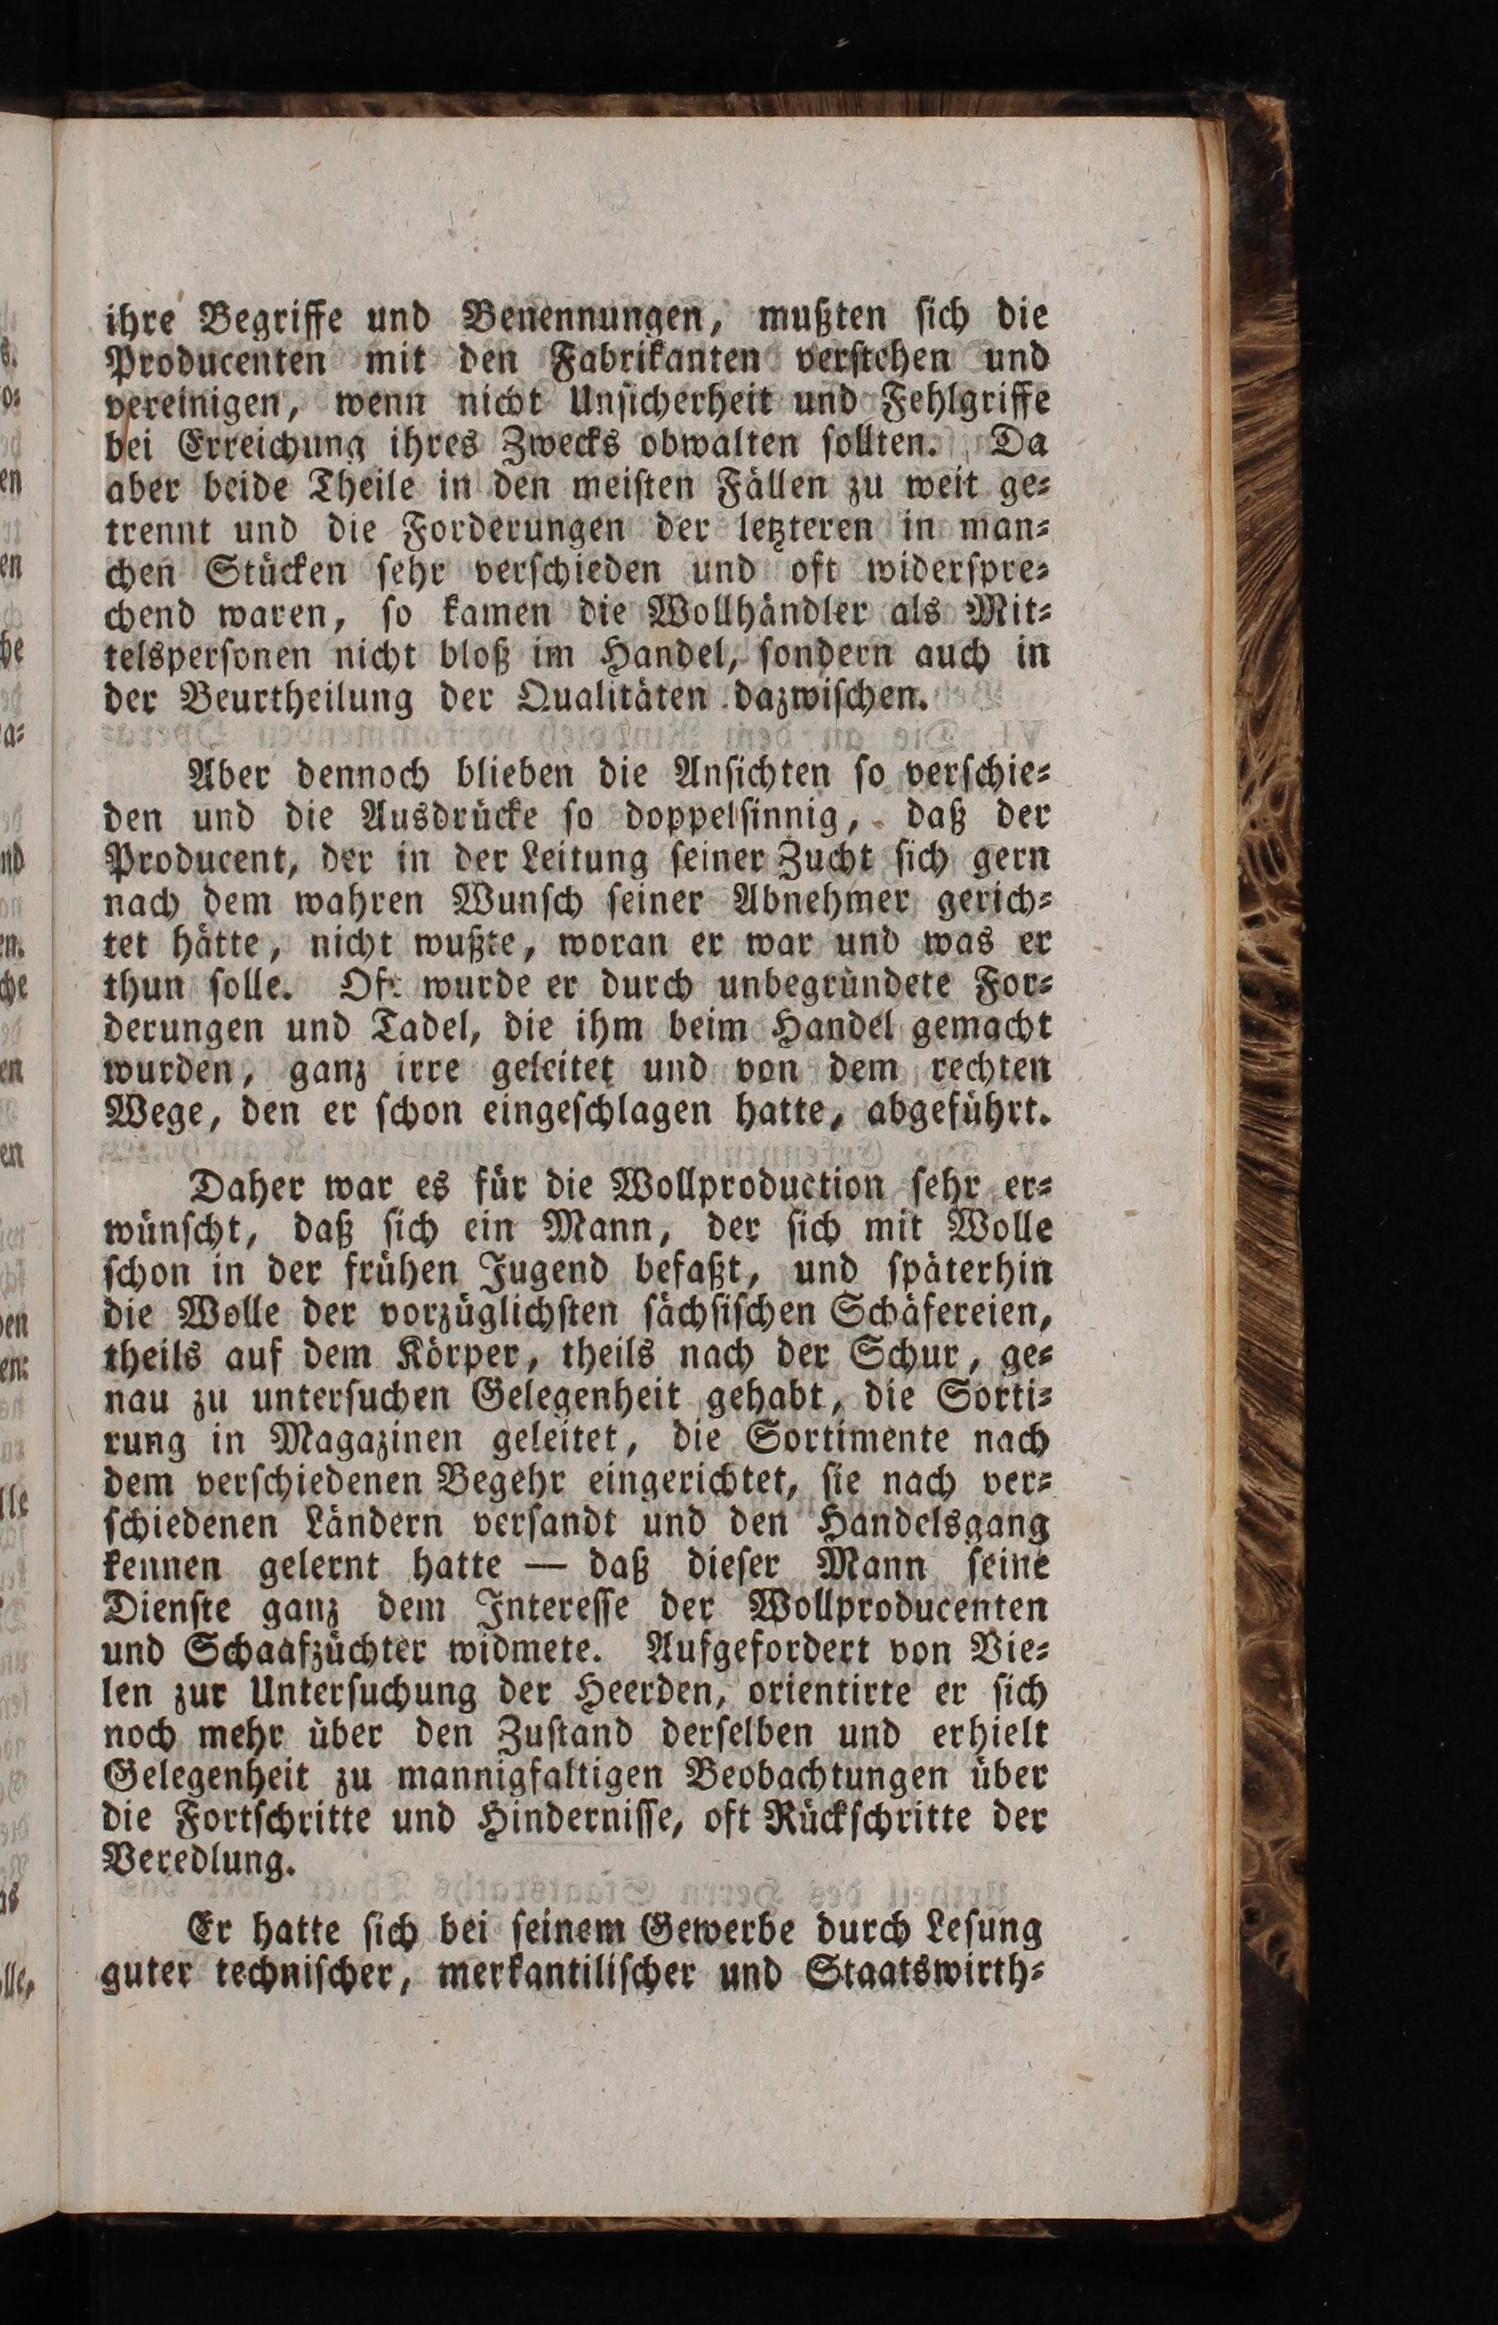 ihre Begriffe und Benennungen, mußten ſich die
Producenten mit den Fabrikanten verſtehen und
vereinigen, wenn nicht Unſicherheit und Fehlgriffe
bei Erreichung ihres Zwecks obwalten ſollten. Da
aber beide Theile in den meiſten Fällen zu weit ge⸗
trennt und die Forderungen der letzteren in man⸗
chen Stücken ſehr verſchieden und oft widerſpre⸗
chend waren, ſo kamen die Wollhändler als Mit⸗
telsperſonen nicht bloß im Handel, ſondern auch in
der Beurtheilung der Qualitäten dazwiſchen.
Aber dennoch blieben die Anſichten ſo verſchie⸗
den und die Ausdrücke ſo doppelſinnig, daß der
Producent, der in der Leitung ſeiner Zucht ſich gern
nach dem wahren Wunſch ſeiner Abnehmer gerich⸗
tet hätte, nicht wußte, woran er war und was er
thun ſolle. Oft wurde er durch unbegründete For⸗
derungen und Tadel, die ihm beim Handel gemacht
wurden, ganz irre geleitet und von dem rechten
Wege, den er ſchon eingeſchlagen hatte, abgeführt.
Daher war es für die Wollproduction ſehr er⸗
wünſcht, daß ſich ein Mann, der ſich mit Wolle
ſchon in der frühen Jugend befaßt, und ſpäterhin
die Wolle der vorzüglichſten ſächſiſchen Schäfereien,
theils auf dem Körper, theils nach der Schur, ge⸗
nau zu unterſuchen Gelegenheit gehabt, die Sorti⸗
rung in Magazinen geleitet, die Sortimente nach
dem verſchiedenen Begehr eingerichtet, ſie nach ver⸗
ſchiedenen Ländern verſandt und den Handelsgang
kennen gelernt hatte — daß dieſer Mann ſeine
Dienſte ganz dem Intereſſe der Wollproducenten
und Schaafzüchter widmete. Aufgefordert von Vie⸗
len zur Unterſuchung der Heerden, orientirte er ſich
noch mehr über den Zuſtand derſelben und erhielt
Gelegenheit zu mannigfaltigen Beobachtungen über
die Fortſchritte und Hinderniſſe, oft Rückſchritte der
Veredlung.
Er hatte ſich bei ſeinem Gewerbe durch Leſung
guter techniſcher, merkantiliſcher und Staatswirth⸗